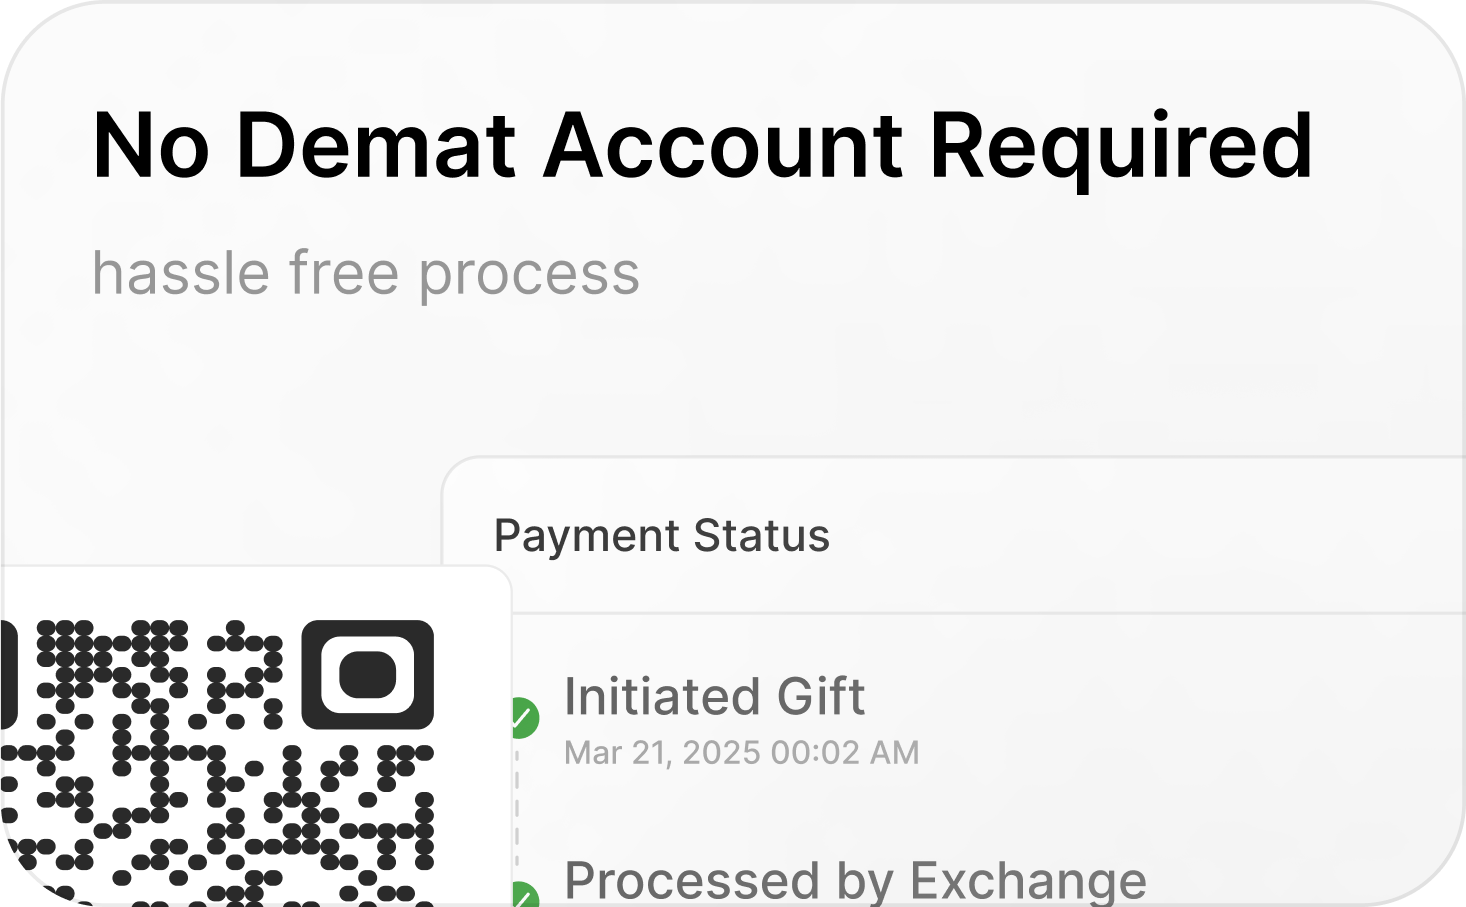 No Demat Account Required
hassle free process
Payment Status
Initiated Gift
Mar 21, 2025 00:02 AM
Processed by Exchange